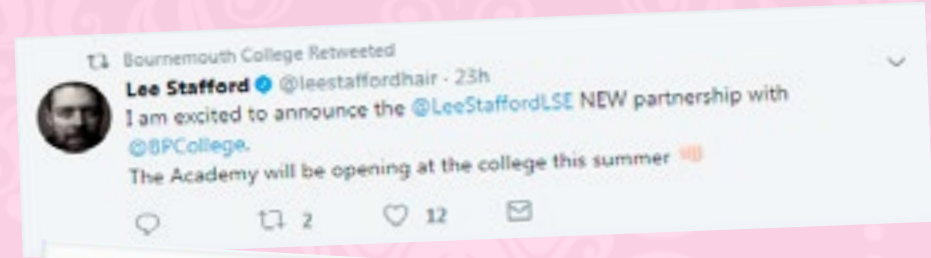 Bournemouth College Retweeted
Lee Stafford @leestaffordhair · 23h
I am excited to announce the @LeeStaffordLSE NEW partnership with
@BPCollege.
The Academy will be opening at the college this summer
2 12